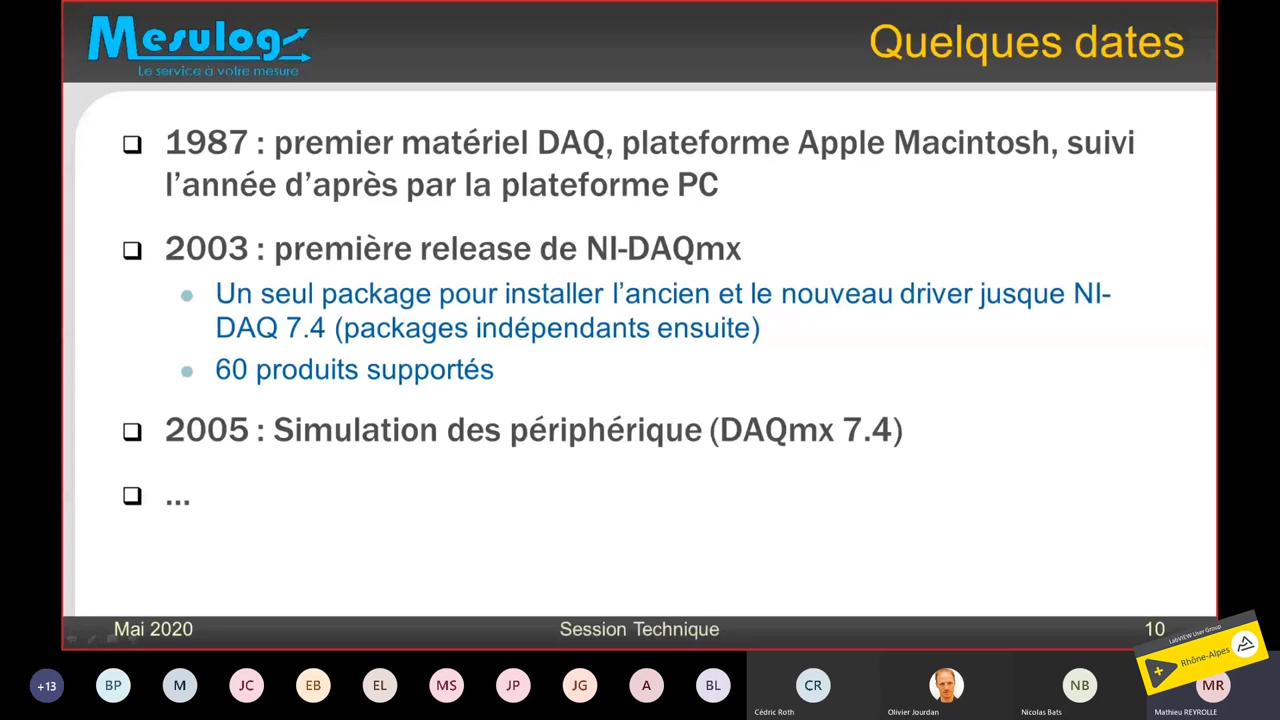 Mesulog
Le service à votre mesure
Quelques dates
1987 : premier matériel DAQ, plateforme Apple Macintosh, suivi
l’année d’après par la plateforme PC
2003 : première release de NI-DAQmx
Un seul package pour installer l’ancien et le nouveau driver jusque NI-
DAQ 7.4 (packages indépendants ensuite)
60 produits supportés
2005 : Simulation des périphérique (DAQmx 7.4)
...
Mai 2020
Session Technique
10
LabVIEW User Group
Rhône-Alpes
+13
BP
M
JC
EB
EL
MS
JP
JG
A
BL
CR
NB
MR
Cédric Roth
Olivier Jourdan
Nicolas Bats
Mathieu REYROLLE